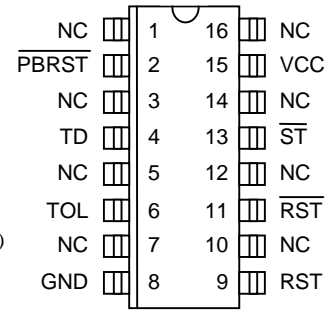 NC 1 16 NC
PBRST 2 15 VCC
NC 3 14 NC
TD 4 13 ST
NC 5 12 NC
TOL 6 11 RST
) NC 7 10 NC
GND 8 9 RST